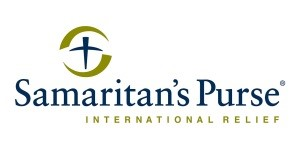 Samaritan's Purse®
INTERNATIONAL RELIEF